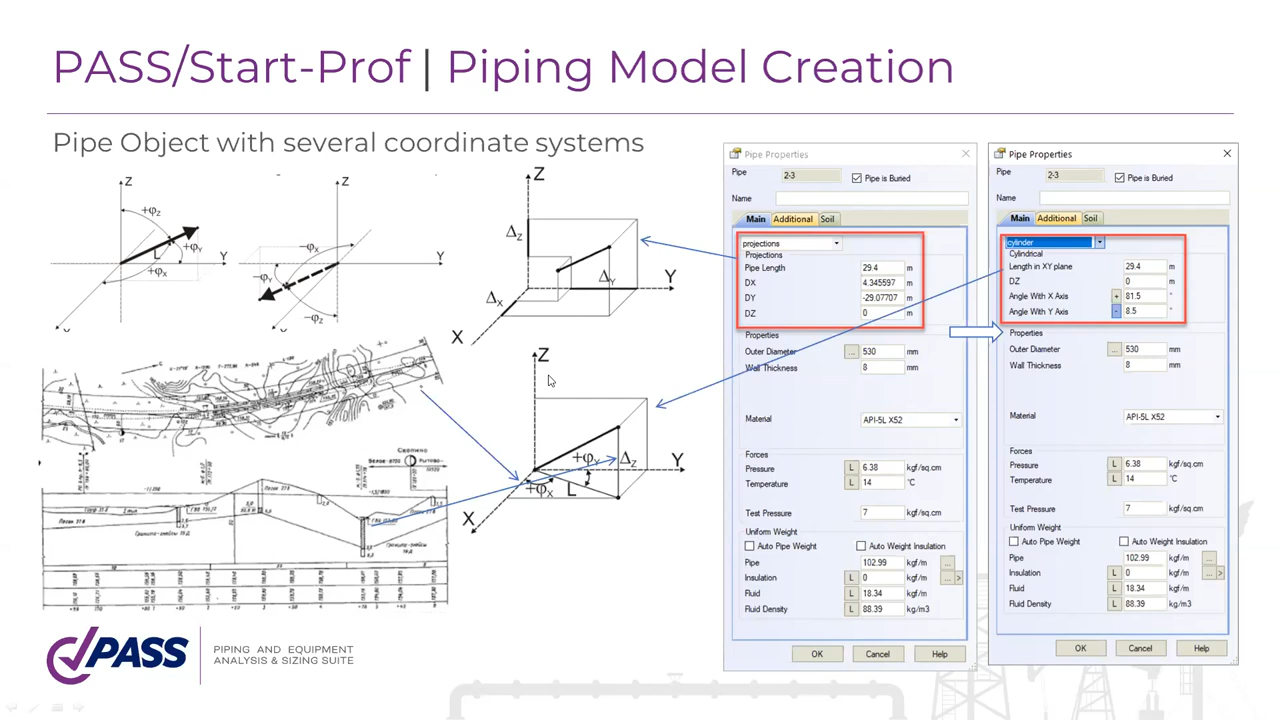 PASS/Start-Prof | Piping Model Creation
Pipe Object with several coordinate systems
Z
+φZ
+φY
L
+φX
Y
Z
-φX
-φY
-φZ
Y
Z
ΔZ
ΔY
ΔX
Y
X
Z
+φY
ΔZ
+φX
L
Y
X
Скопино
Pipe Properties
Pipe
2-3
Pipe is Buried
Name
Main
Additional
Soil
projections
Projections
Pipe Length
29.4
m
DX
4.345597
m
DY
-29.07707
m
DZ
0
m
Properties
Outer Diameter
...
530
mm
Wall Thickness
8
mm
Material
API-5L X52
Forces
Pressure
L
6.38
kgf/sq.cm
Temperature
L
14
°C
Test Pressure
7
kgf/sq.cm
Uniform Weight
Auto Pipe Weight
Auto Weight Insulation
Pipe
102.99
kgf/m
...
Insulation
L
0
kgf/m
...
>
Fluid
L
18.34
kgf/m
Fluid Density
L
88.39
kg/m3
OK
Cancel
Help
Pipe Properties
Pipe
2-3
Pipe is Buried
Name
Main
Additional
Soil
cylinder
Cylindrical
Length in XY plane
29.4
m
DZ
0
m
Angle With X Axis
+
81.5
°
Angle With Y Axis
-
8.5
°
Properties
Outer Diameter
...
530
mm
Wall Thickness
8
mm
Material
API-5L X52
Forces
Pressure
L
6.38
kgf/sq.cm
Temperature
L
14
°C
Test Pressure
7
kgf/sq.cm
Uniform Weight
Auto Pipe Weight
Auto Weight Insulation
Pipe
102.99
kgf/m
...
Insulation
L
0
kgf/m
...
>
Fluid
L
18.34
kgf/m
Fluid Density
L
88.39
kg/m3
OK
Cancel
Help
PASS
PIPING AND EQUIPMENT
ANALYSIS & SIZING SUITE